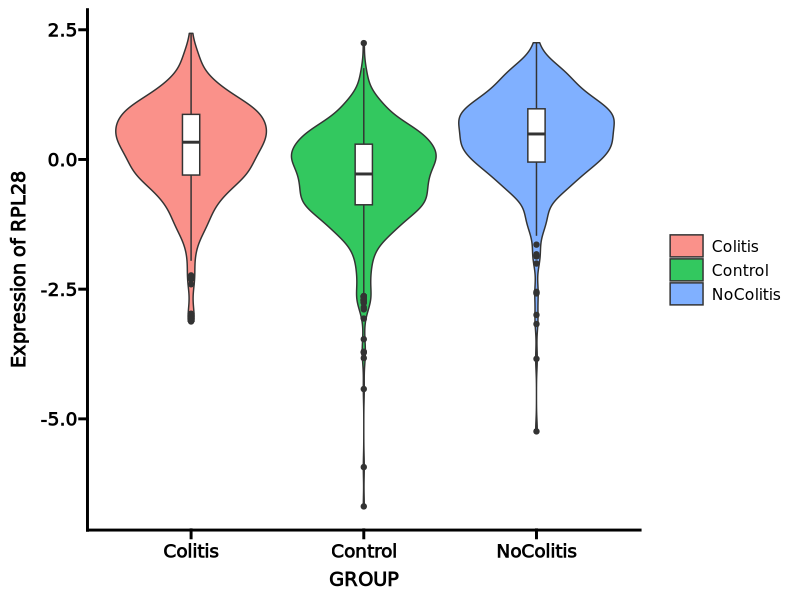 2.5
0.0
-2.5
-5.0
Expression of RPL28
Colitis
Control
NoColitis
GROUP
Colitis
Control
NoColitis